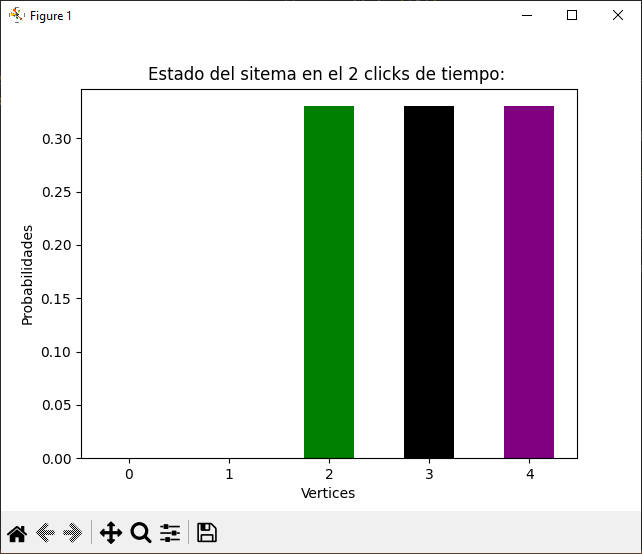 Figure 1
Estado del sitema en el 2 clicks de tiempo:
Probabilidades
0.30
0.25
0.20
0.15
0.10
0.05
0.00
0 1 2 3 4
Vertices